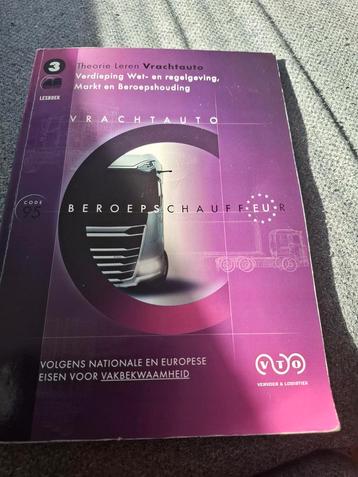 3
Theorie Leren Vrachtauto
Verdieping Wet- en regelgeving,
Markt en Beroepshouding
LESBOEK
VRACHTAUTO
CODE
95
BEROEPSCHAUFFEUR
VOLGENS NATIONALE EN EUROPESE
EISEN VOOR VAKBEKWAAMHEID
VTO
VERVOER & LOGISTIEK